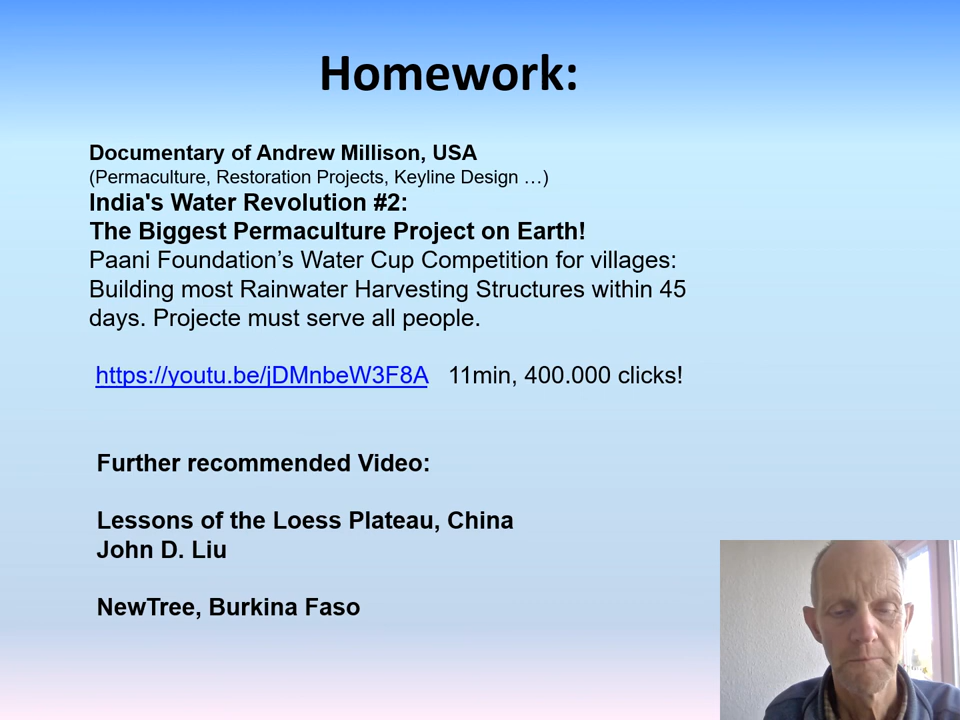 Homework:
Documentary of Andrew Millison, USA
(Permaculture, Restoration Projects, Keyline Design …)
India's Water Revolution #2:
The Biggest Permaculture Project on Earth!
Paani Foundation’s Water Cup Competition for villages:
Building most Rainwater Harvesting Structures within 45
days. Projecte must serve all people.
https://youtu.be/jDMnbeW3F8A 11min, 400.000 clicks!
Further recommended Video:
Lessons of the Loess Plateau, China
John D. Liu
NewTree, Burkina Faso